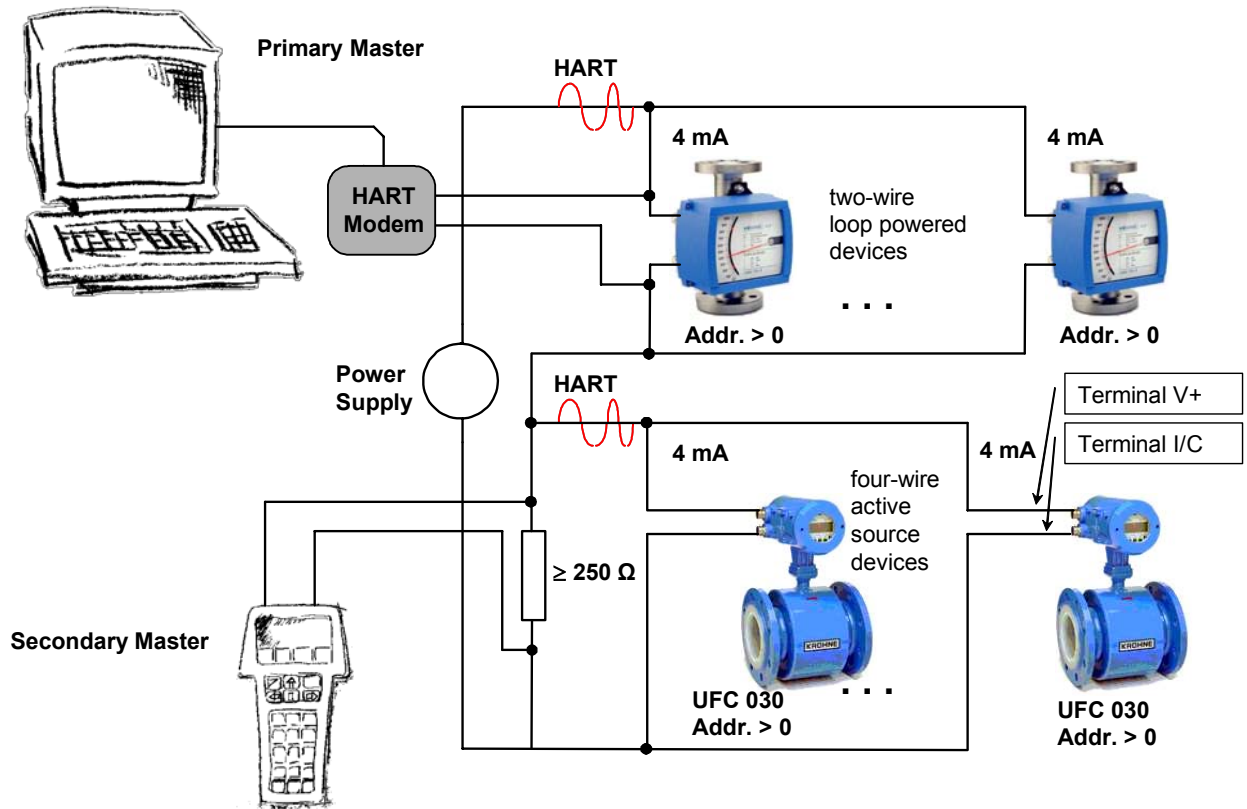 Primary Master
HART
4 mA
4 mA
HART
Modem
two-wire
loop powered
devices
. . .
Addr. > 0
Addr. > 0
Power
Supply
HART
Terminal V+
Terminal I/C
4 mA
4 mA
four-wire
active
source
devices
≥ 250 Ω
Secondary Master
KROHNE
KROHNE
. . .
UFC 030
Addr. > 0
UFC 030
Addr. > 0